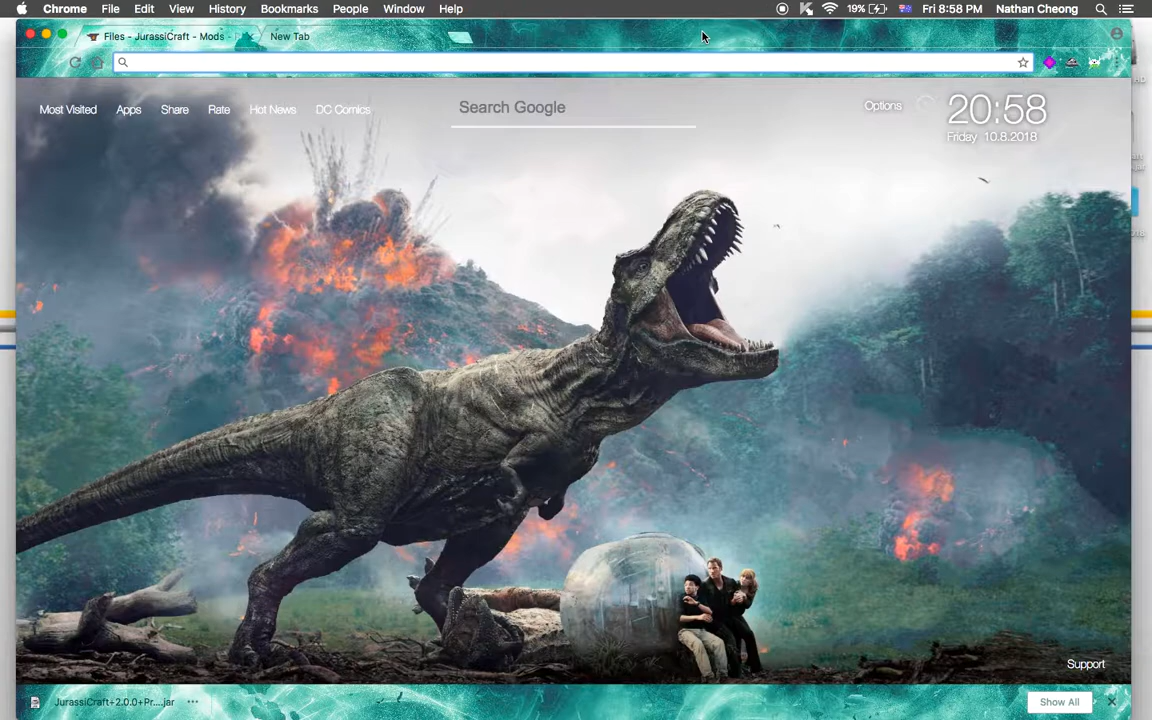 Chrome File Edit View History Bookmarks People Window Help 19% Fri 8:58 PM Nathan Cheong
Files - JurassiCraft - Mods - New Tab
Most Visited Apps Share Rate Hot News DC Comics Search Google Options 20:58
Friday 10.8.2018
Support
JurassiCraft+2.0.0+Pr....jar Show All